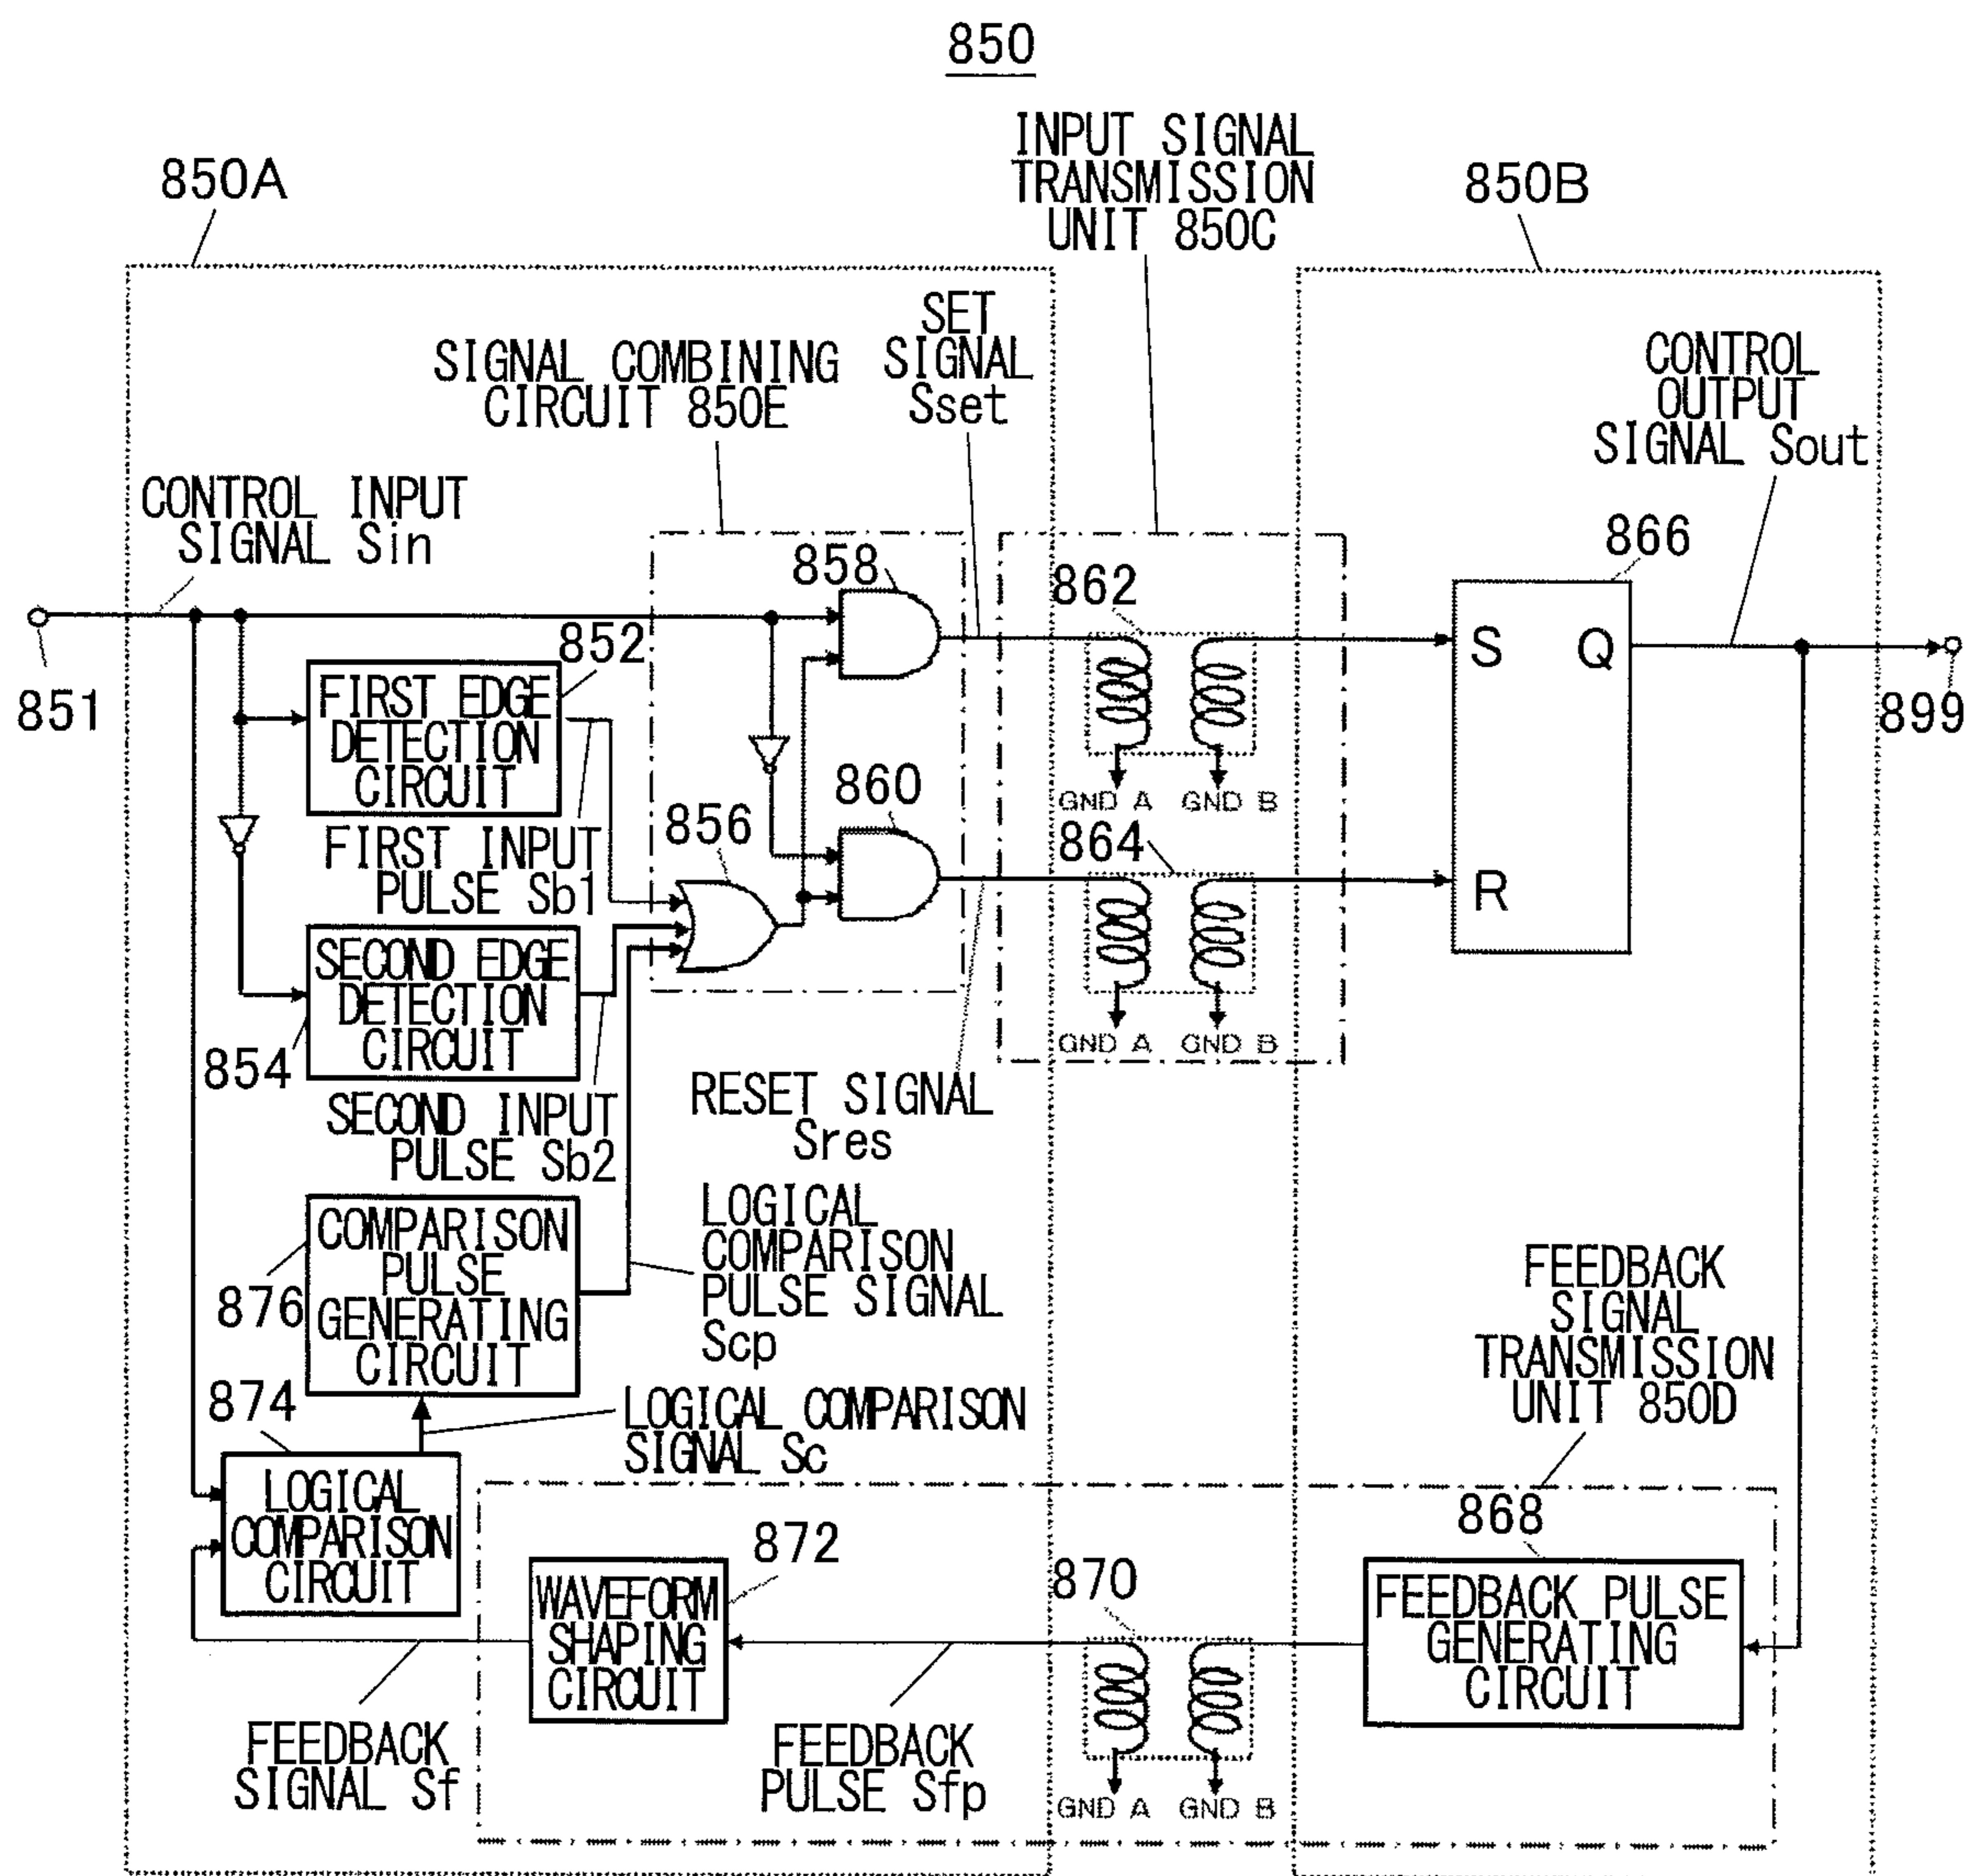 850
INPUT SIGNAL
TRANSMISSION
UNIT 850C
850A
850B
SET
SIGNAL
Sset
SIGNAL COMBINING
CIRCUIT 850E
CONTROL
OUTPUT
SIGNAL Sout
CONTROL INPUT
SIGNAL Sin
858
862
866
851
852
FIRST EDGE
DETECTION
CIRCUIT
S
Q
899
GND A
GND B
FIRST INPUT
PULSE Sb1
856
860
864
R
SECOND EDGE
DETECTION
CIRCUIT
854
GND A
GND B
SECOND INPUT
PULSE Sb2
RESET SIGNAL
Sres
COMPARISON
PULSE
GENERATING
CIRCUIT
876
LOGICAL
COMPARISON
PULSE SIGNAL
Scp
FEEDBACK
SIGNAL
TRANSMISSION
UNIT 850D
874
LOGICAL COMPARISON
SIGNAL Sc
LOGICAL
COMPARISON
CIRCUIT
872
WAVEFORM
SHAPING
CIRCUIT
870
868
FEEDBACK PULSE
GENERATING
CIRCUIT
FEEDBACK
SIGNAL Sf
FEEDBACK
PULSE Sfp
GND A
GND B